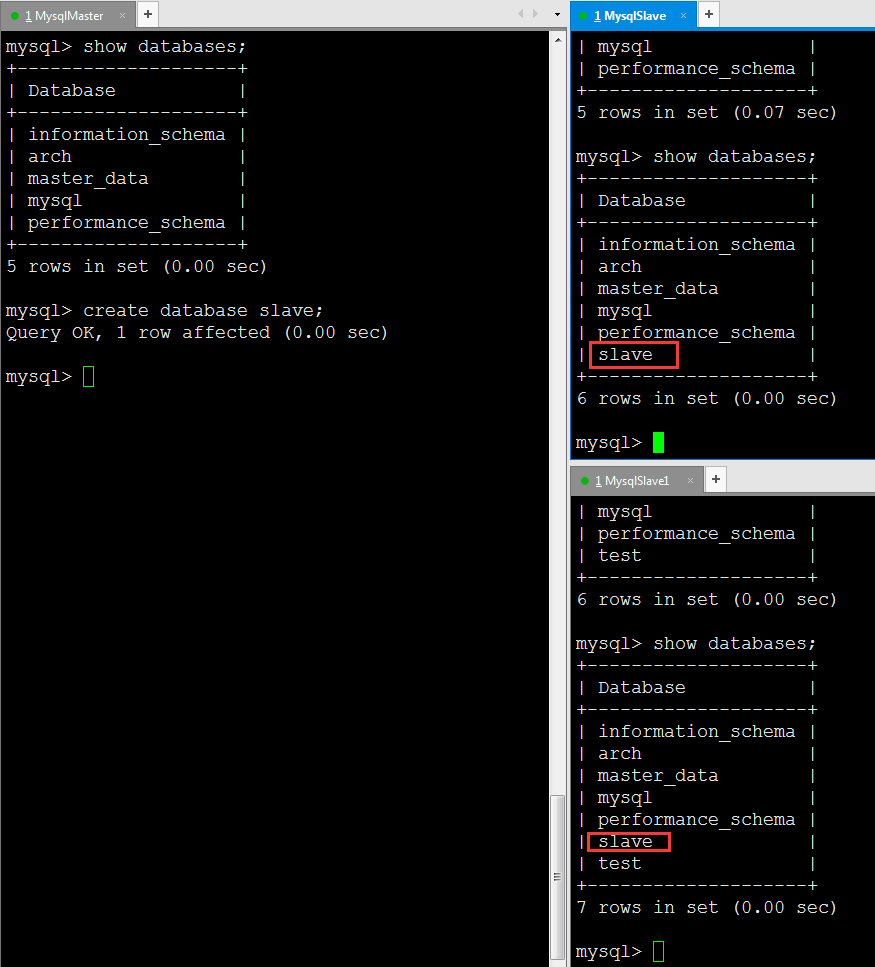 1 MysqlMaster × +
mysql> show databases;
+--------------------+
| Database           |
+--------------------+
| information_schema |
| arch               |
| master_data        |
| mysql              |
| performance_schema |
+--------------------+
5 rows in set (0.00 sec)
mysql> create database slave;
Query OK, 1 row affected (0.00 sec)
mysql>
1 MysqlSlave × +
| mysql              |
| performance_schema |
+--------------------+
5 rows in set (0.07 sec)
mysql> show databases;
+--------------------+
| Database           |
+--------------------+
| information_schema |
| arch               |
| master_data        |
| mysql              |
| performance_schema |
| slave              |
+--------------------+
6 rows in set (0.00 sec)
mysql>
1 MysqlSlave1 × +
| mysql              |
| performance_schema |
| test               |
+--------------------+
6 rows in set (0.00 sec)
mysql> show databases;
+--------------------+
| Database           |
+--------------------+
| information_schema |
| arch               |
| master_data        |
| mysql              |
| performance_schema |
| slave              |
| test               |
+--------------------+
7 rows in set (0.00 sec)
mysql>